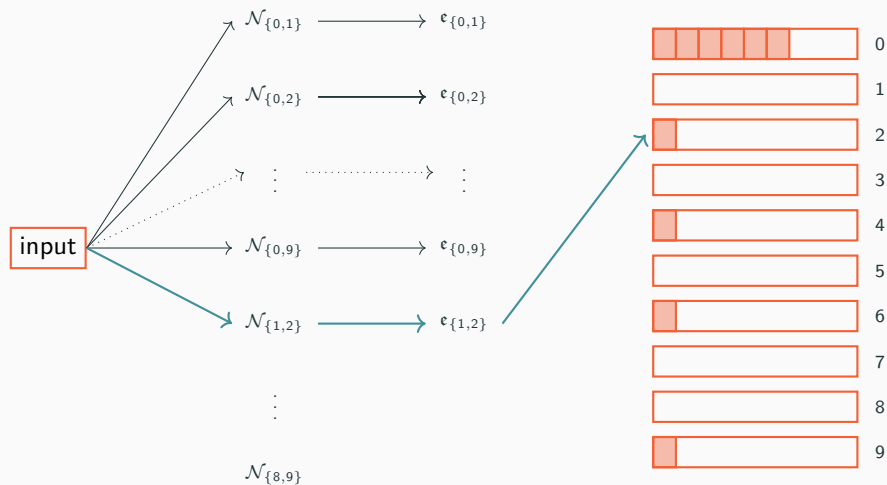 𝒩{0,1} 𝔢{0,1}
0
1
𝒩{0,2} 𝔢{0,2}
2
⋮ ⋮
3
4
input 𝒩{0,9} 𝔢{0,9}
5
𝒩{1,2} 𝔢{1,2}
6
7
⋮
8
9
𝒩{8,9}